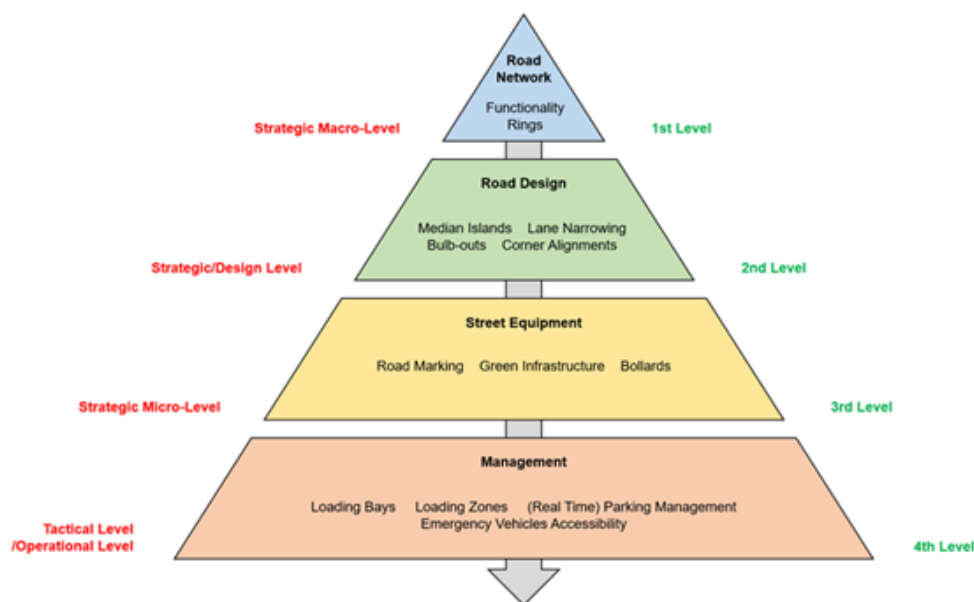 Road
Network
Functionality
Rings
Strategic Macro-Level
1st Level
Road Design
Median Islands Lane Narrowing
Bulb-outs Corner Alignments
Strategic/Design Level
2nd Level
Street Equipment
Road Marking Green Infrastructure Bollards
Strategic Micro-Level
3rd Level
Management
Loading Bays Loading Zones (Real Time) Parking Management
Emergency Vehicles Accessibility
Tactical Level
/Operational Level
4th Level